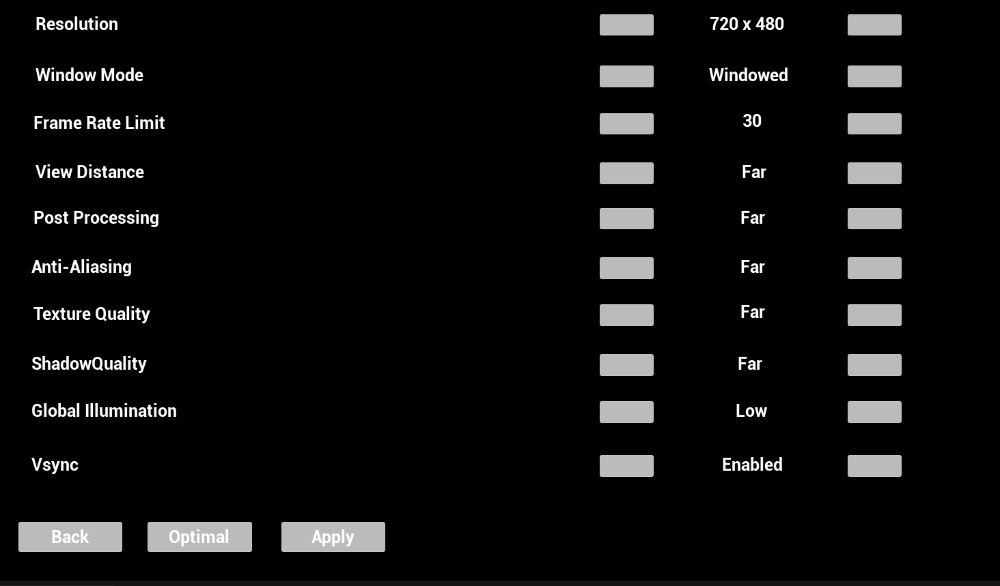 Resolution 720 x 480
Window Mode Windowed
Frame Rate Limit 30
View Distance Far
Post Processing Far
Anti-Aliasing Far
Texture Quality Far
ShadowQuality Far
Global Illumination Low
Vsync Enabled
Back Optimal Apply